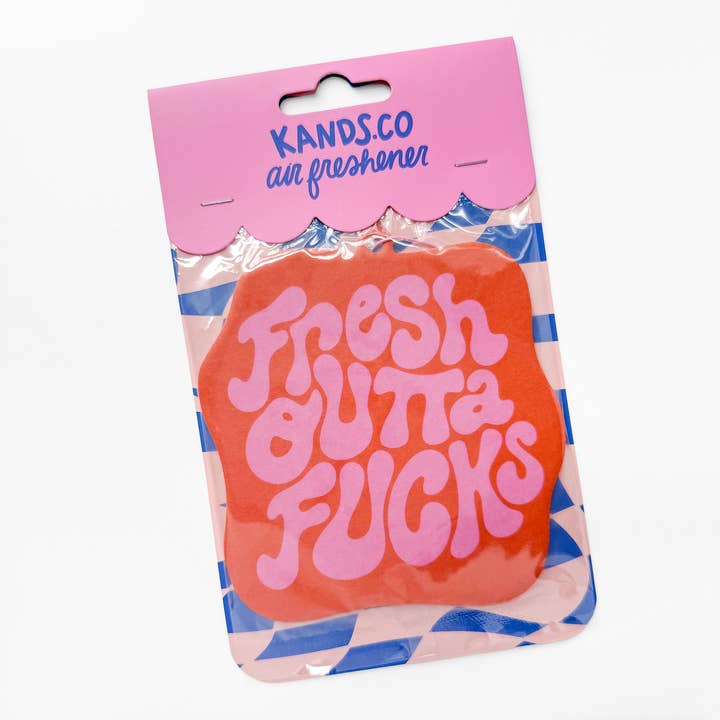 KANDS.CO
air freshener
Fresh
OUTTa
FUCKS